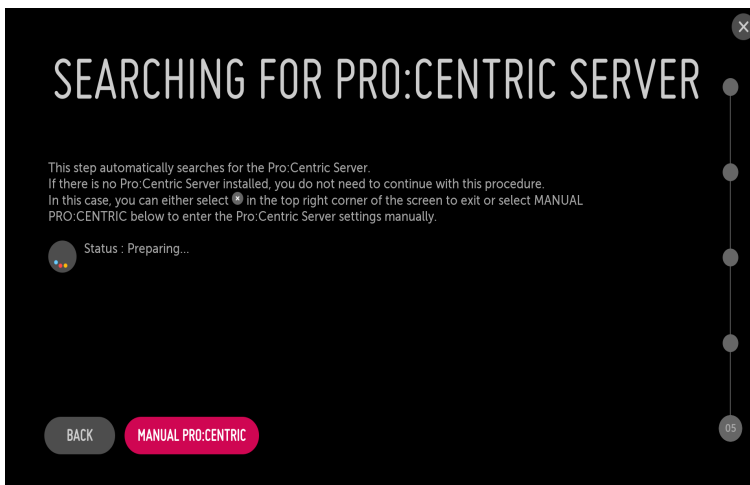 SEARCHING FOR PRO:CENTRIC SERVER
This step automatically searches for the Pro:Centric Server.
If there is no Pro:Centric Server installed, you do not need to continue with this procedure.
In this case, you can either select in the top right corner of the screen to exit or select MANUAL
PRO:CENTRIC below to enter the Pro:Centric Server settings manually.
Status : Preparing...
05
BACK MANUAL PRO:CENTRIC